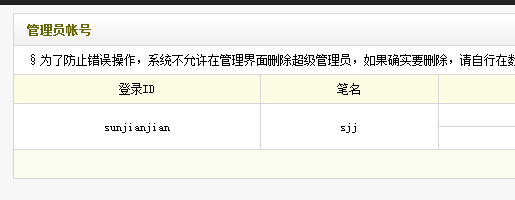 管理员帐号
§为了防止错误操作，系统不允许在管理界面删除超级管理员，如果确实要删除，请自行在
登录ID 笔名
sunjianjian sjj